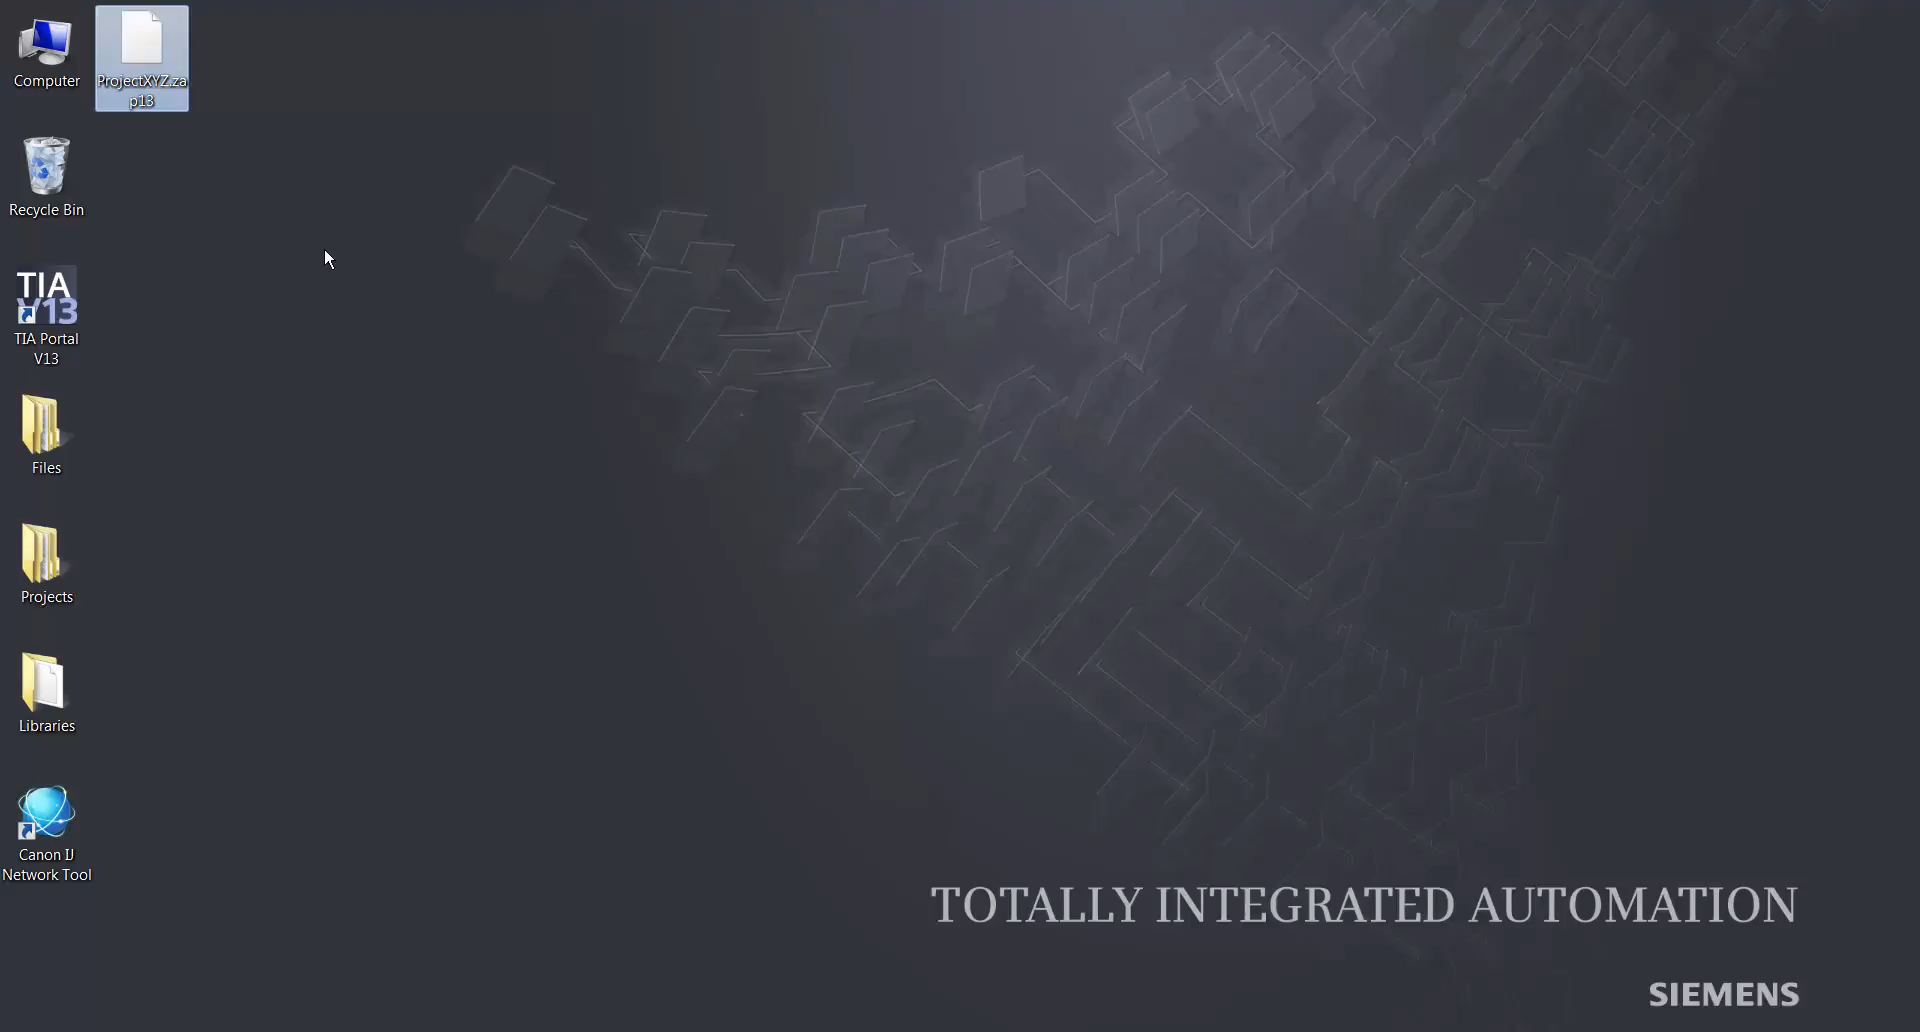 Computer
ProjectXYZ.za
p13
Recycle Bin
TIA
V13
TIA Portal
V13
Files
Projects
Libraries
Canon IJ
Network Tool
TOTALLY INTEGRATED AUTOMATION
SIEMENS